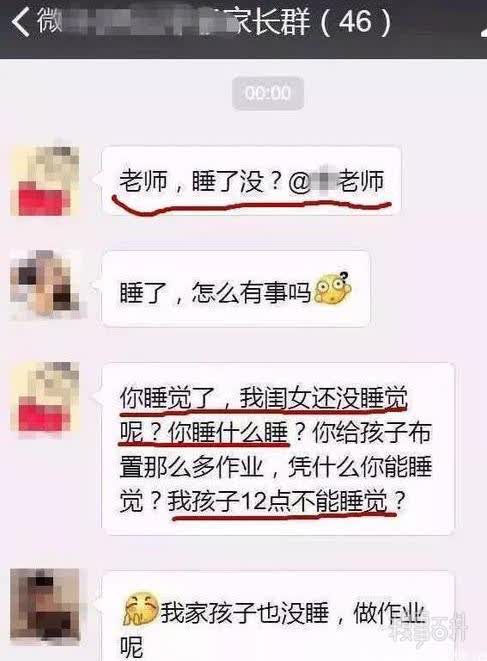 微家长群（46）
00:00
老师，睡了没？@老师
睡了，怎么有事吗
你睡觉了，我闺女还没睡觉
呢？你睡什么睡？你给孩子布
置那么多作业，凭什么你能睡
觉？我孩子12点不能睡觉？
我家孩子也没睡，做作业
呢